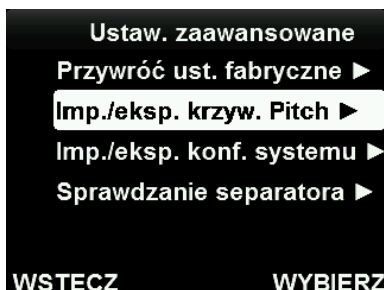 Ustaw. zaawansowane
Przywróć ust. fabryczne ►
Imp./eksp. krzyw. Pitch ►
Imp./eksp. konf. systemu ►
Sprawdzanie separatora ►
WSTECZ WYBIERZ